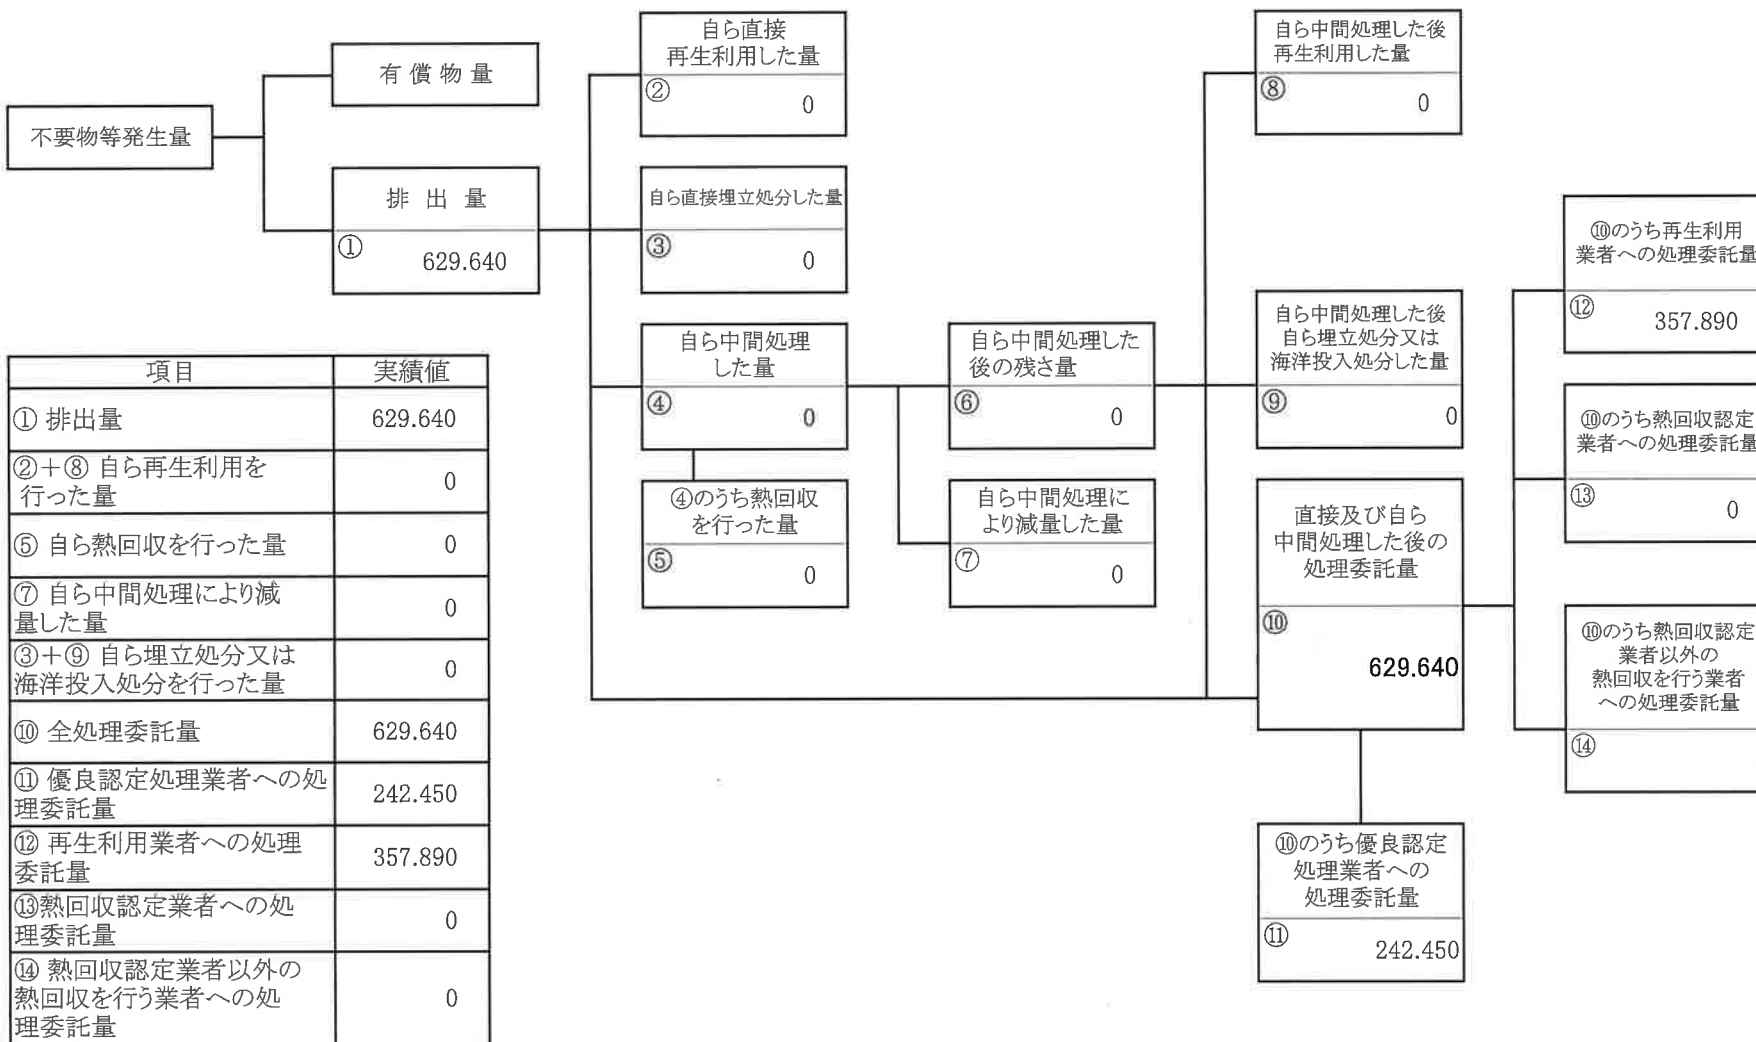 不要物等発生量
有償物量
排出量
①
629.640
自ら直接
再生利用した量
②
0
自ら直接埋立処分した量
③
0
自ら中間処理
した量
④
0
④のうち熱回収
を行った量
⑤
0
自ら中間処理した
後の残さ量
⑥
0
自ら中間処理に
より減量した量
⑦
0
自ら中間処理した後
再生利用した量
⑧
0
自ら中間処理した後
自ら埋立処分又は
海洋投入処分した量
⑨
0
直接及び自ら
中間処理した後の
処理委託量
⑩
629.640
⑩のうち優良認定
処理業者への
処理委託量
⑪
242.450
⑩のうち再生利用
業者への処理委託量
⑫
357.890
⑩のうち熱回収認定
業者への処理委託量
⑬
0
⑩のうち熱回収認定
業者以外の
熱回収を行う業者
への処理委託量
⑭
項目 実績値
① 排出量 629.640
②+⑧ 自ら再生利用を
行った量 0
⑤ 自ら熱回収を行った量 0
⑦ 自ら中間処理により減
量した量 0
③+⑨ 自ら埋立処分又は
海洋投入処分を行った量 0
⑩ 全処理委託量 629.640
⑪ 優良認定処理業者への処
理委託量 242.450
⑫ 再生利用業者への処理
委託量 357.890
⑬熱回収認定業者への処
理委託量 0
⑭ 熱回収認定業者以外の
熱回収を行う業者への処
理委託量 0